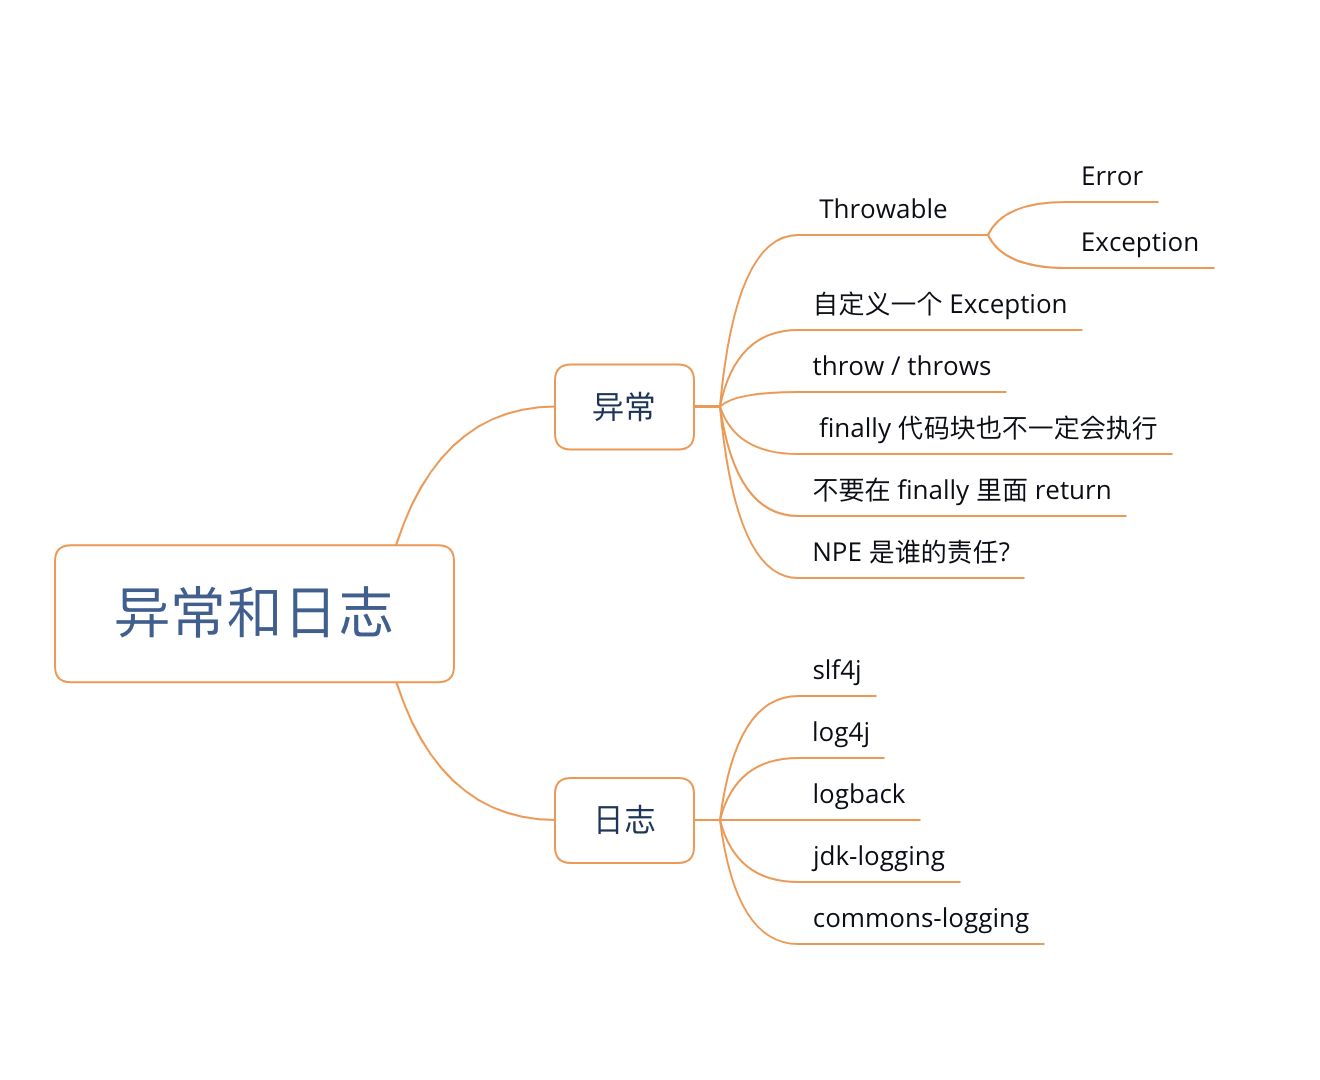 异常和日志
异常
Throwable
Error
Exception
自定义一个 Exception
throw / throws
finally 代码块也不一定会执行
不要在 finally 里面 return
NPE 是谁的责任?
日志
slf4j
log4j
logback
jdk-logging
commons-logging